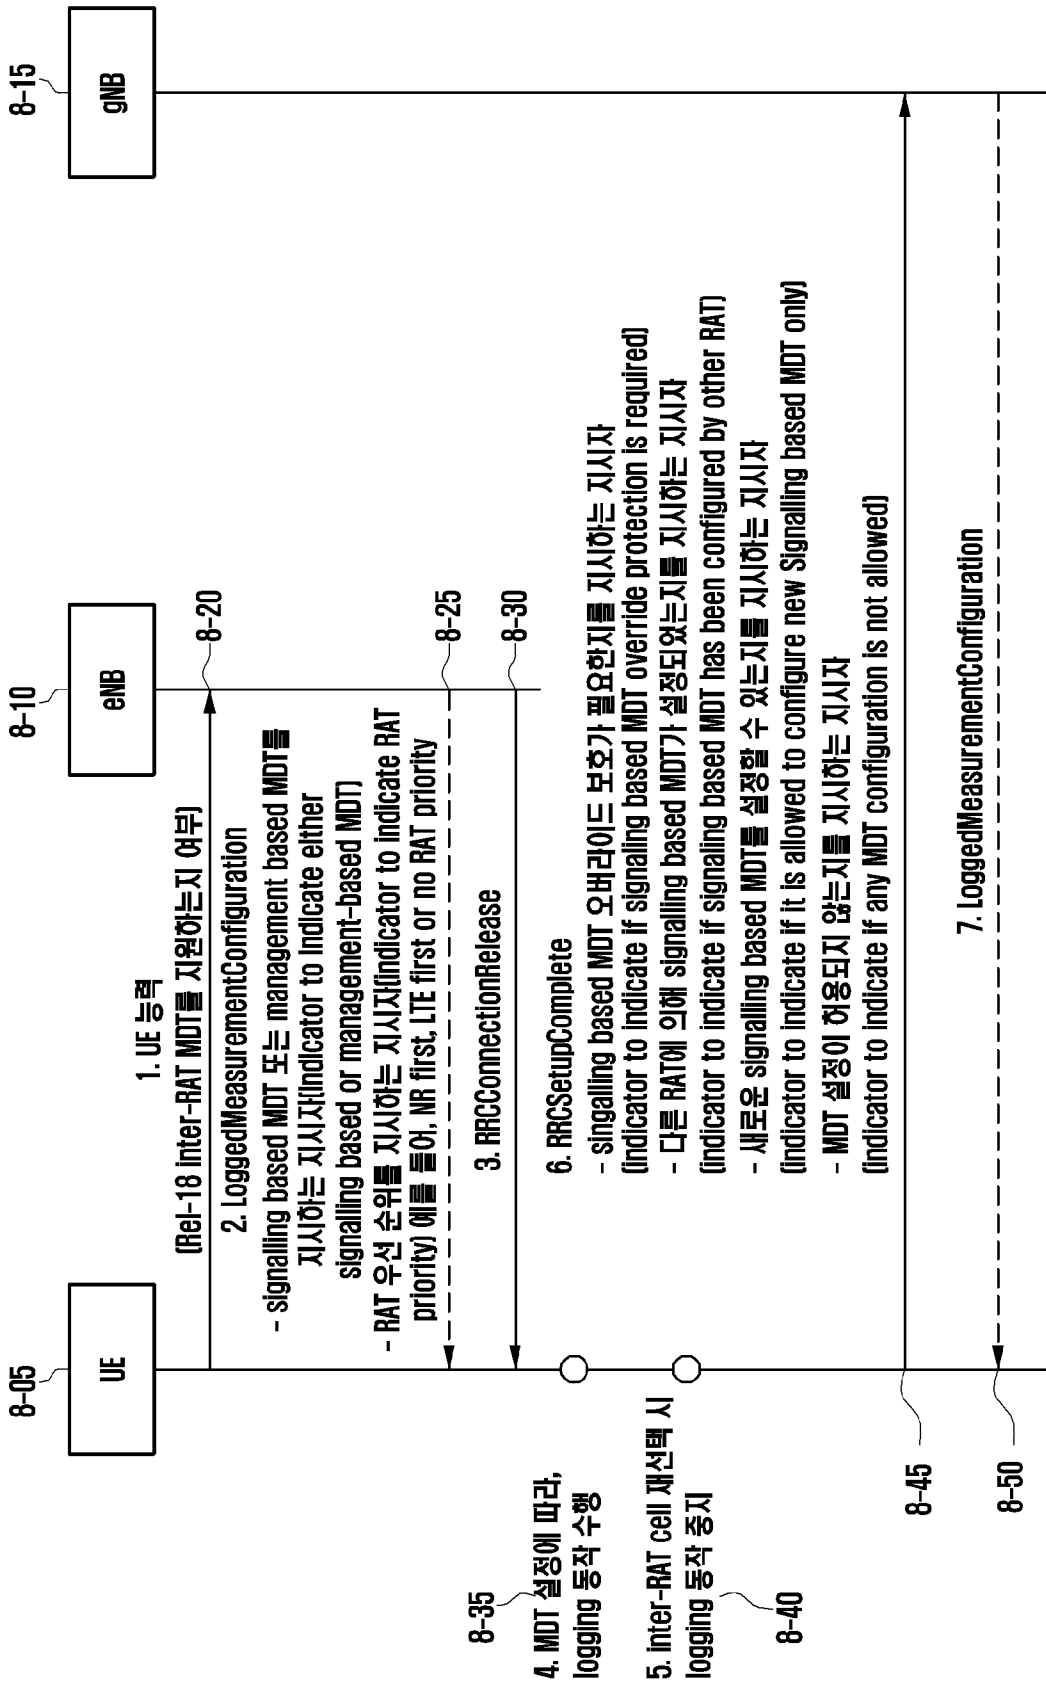 8-05
UE
8-10
eNB
8-15
gNB
1. UE 능력
(Rel-18 inter-RAT MDT를 지원하는지 여부)
8-20
2. LoggedMeasurementConfiguration
- signalling based MDT 또는 management based MDT를
지시하는 지시자(Indicator to indicate either
signalling based or management-based MDT)
- RAT 우선 순위를 지시하는 지시자(Indicator to indicate RAT
priority) 예를 들어, NR first, LTE first or no RAT priority)
8-25
3. RRCConnectionRelease
8-30
8-35
4. MDT 설정에 따라,
logging 동작 수행
5. inter-RAT cell 재선택 시
logging 동작 중지
8-40
6. RRCSetupComplete
- singalling based MDT 오버라이드 보호가 필요한지를 지시하는 지시자
(indicator to indicate if signaling based MDT override protection is required)
- 다른 RAT에 의해 signalling based MDT가 설정되었는지를 지시하는 지시자
(indicator to indicate if signaling based MDT has been configured by other RAT)
- 새로운 signalling based MDT를 설정할 수 있는지를 지시하는 지시자
(indicator to indicate if it is allowed to configure new Signalling based MDT only)
- MDT 설정이 허용되지 않는지를 지시하는 지시자
(indicator to indicate if any MDT configuration is not allowed)
8-45
7. LoggedMeasurementConfiguration
8-50